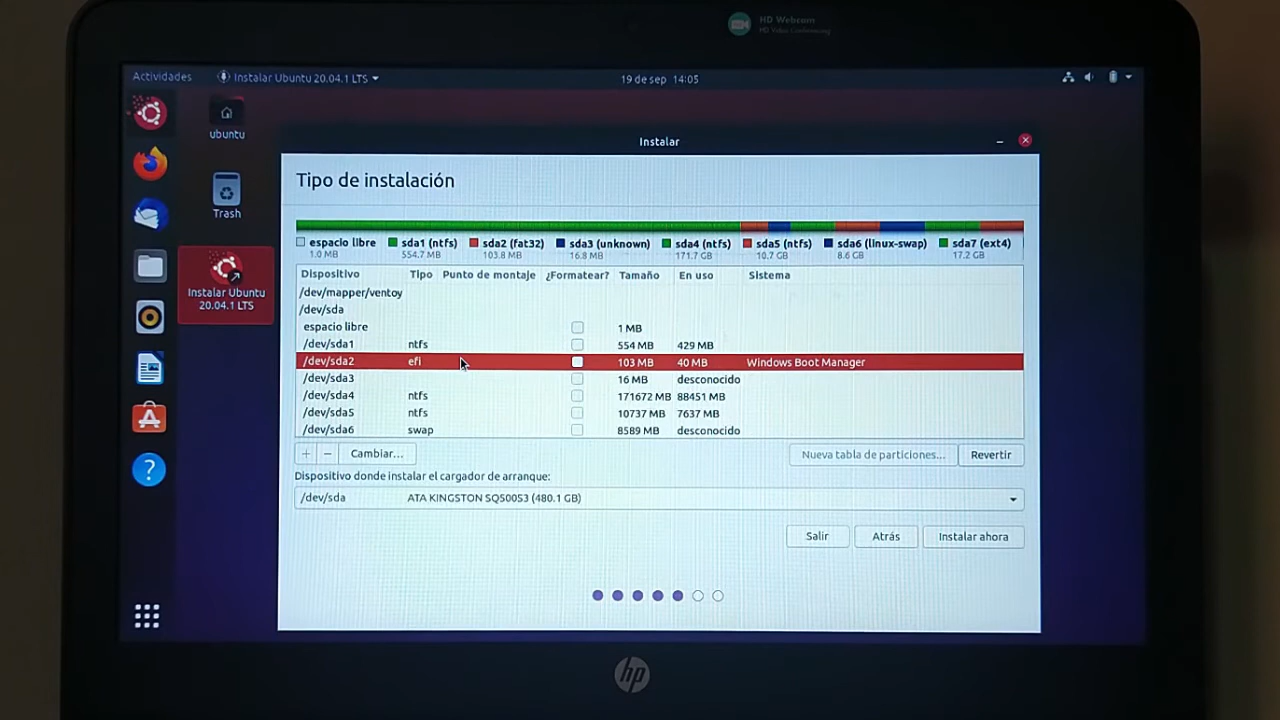 HD Webcam
HD Video Conferencing
Actividades Instalar Ubuntu 20.04.1 LTS 19 de sep 14:05
ubuntu
Trash
Instalar Ubuntu
20.04.1 LTS
Instalar
Tipo de instalación
espacio libre sda1 (ntfs) sda2 (fat32) sda3 (unknown) sda4 (ntfs) sda5 (ntfs) sda6 (linux-swap) sda7 (ext4)
1.0 MB 554.7 MB 103.8 MB 16.8 MB 171.7 GB 10.7 GB 8.6 GB 17.2 GB
Dispositivo Tipo Punto de montaje ¿Formatear? Tamaño En uso Sistema
/dev/mapper/ventoy
/dev/sda
espacio libre 1 MB
/dev/sda1 ntfs 554 MB 429 MB
/dev/sda2 efi 103 MB 40 MB Windows Boot Manager
/dev/sda3 16 MB desconocido
/dev/sda4 ntfs 171672 MB 88451 MB
/dev/sda5 ntfs 10737 MB 7637 MB
/dev/sda6 swap 8589 MB desconocido
+ − Cambiar... Nueva tabla de particiones... Revertir
Dispositivo donde instalar el cargador de arranque:
/dev/sda ATA KINGSTON SQ500S3 (480.1 GB)
Salir Atrás Instalar ahora
hp